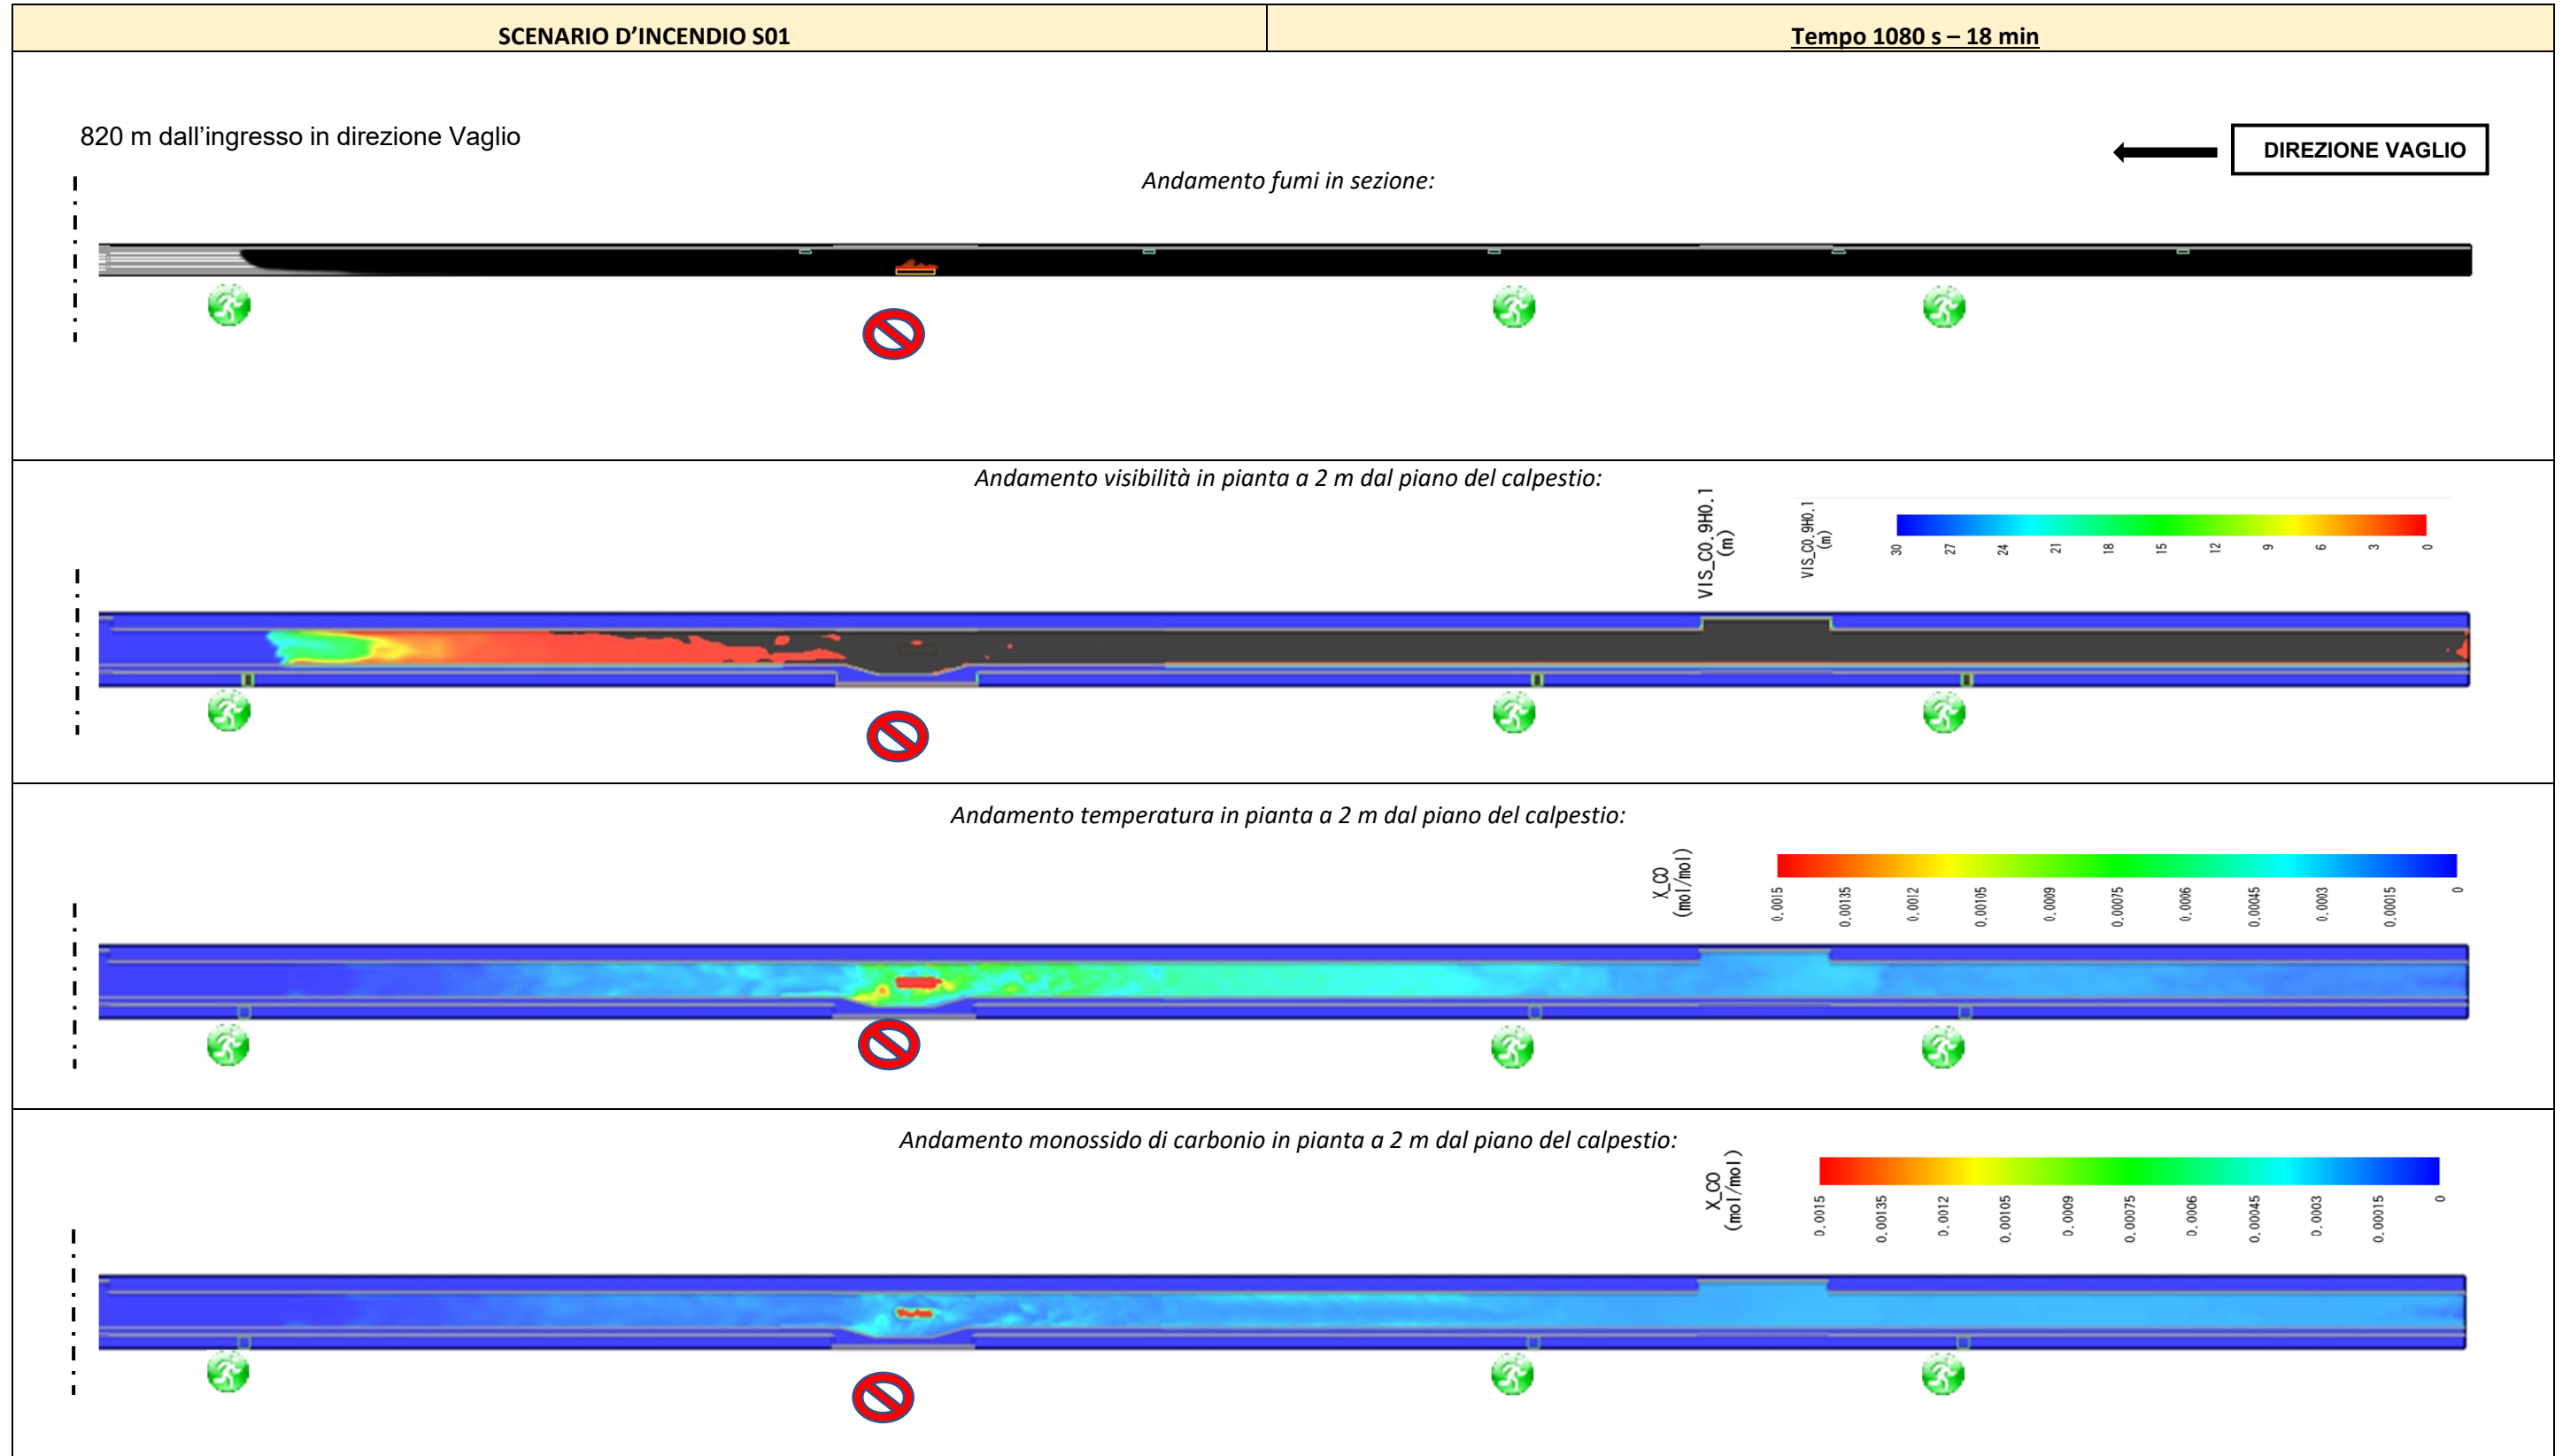 SCENARIO D’INCENDIO S01
Tempo 1080 s – 18 min
820 m dall’ingresso in direzione Vaglio
DIREZIONE VAGLIO
Andamento fumi in sezione:
Andamento visibilità in pianta a 2 m dal piano del calpestio:
VIS_C0.9H0.1
(m)
VIS_C0.9H0.1
(m)
30 27 24 21 18 15 12 9 6 3 0
Andamento temperatura in pianta a 2 m dal piano del calpestio:
X_CO
(mol/mol)
0.0015 0.00135 0.0012 0.00105 0.0009 0.00075 0.0006 0.00045 0.0003 0.00015 0
Andamento monossido di carbonio in pianta a 2 m dal piano del calpestio:
X_CO
(mol/mol)
0.0015 0.00135 0.0012 0.00105 0.0009 0.00075 0.0006 0.00045 0.0003 0.00015 0